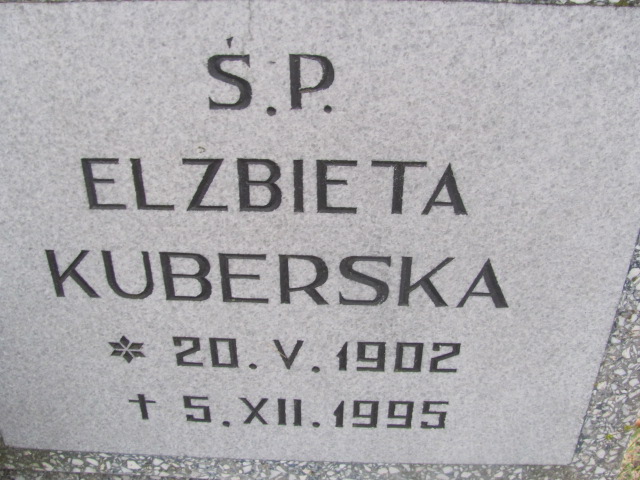 Ś.P.
ELZBIETA
KUBERSKA
* 20.V.1902
† 5.XII.1995